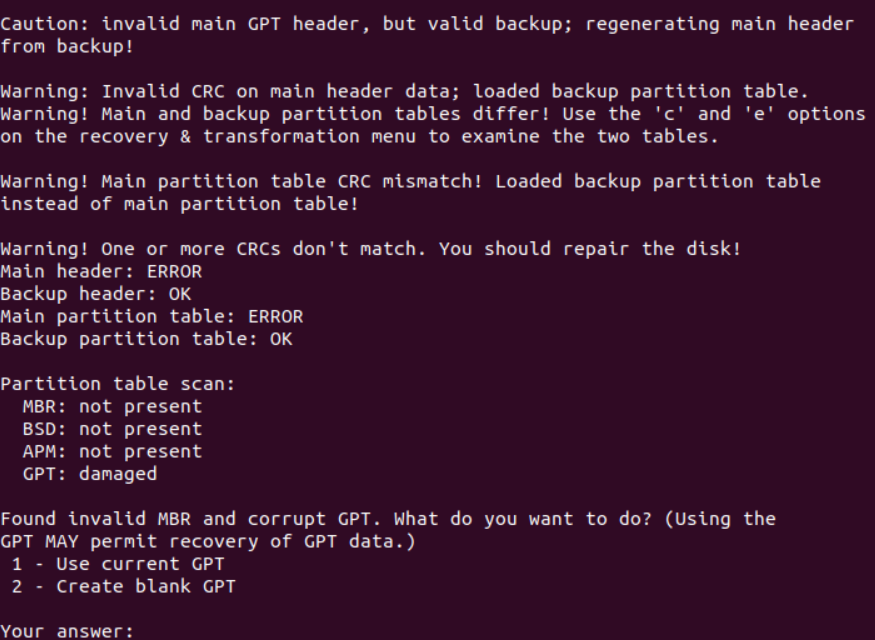 Caution: invalid main GPT header, but valid backup; regenerating main header
from backup!
Warning: Invalid CRC on main header data; loaded backup partition table.
Warning! Main and backup partition tables differ! Use the 'c' and 'e' options
on the recovery & transformation menu to examine the two tables.
Warning! Main partition table CRC mismatch! Loaded backup partition table
instead of main partition table!
Warning! One or more CRCs don't match. You should repair the disk!
Main header: ERROR
Backup header: OK
Main partition table: ERROR
Backup partition table: OK
Partition table scan:
MBR: not present
BSD: not present
APM: not present
GPT: damaged
Found invalid MBR and corrupt GPT. What do you want to do? (Using the
GPT MAY permit recovery of GPT data.)
1 - Use current GPT
2 - Create blank GPT
Your answer: